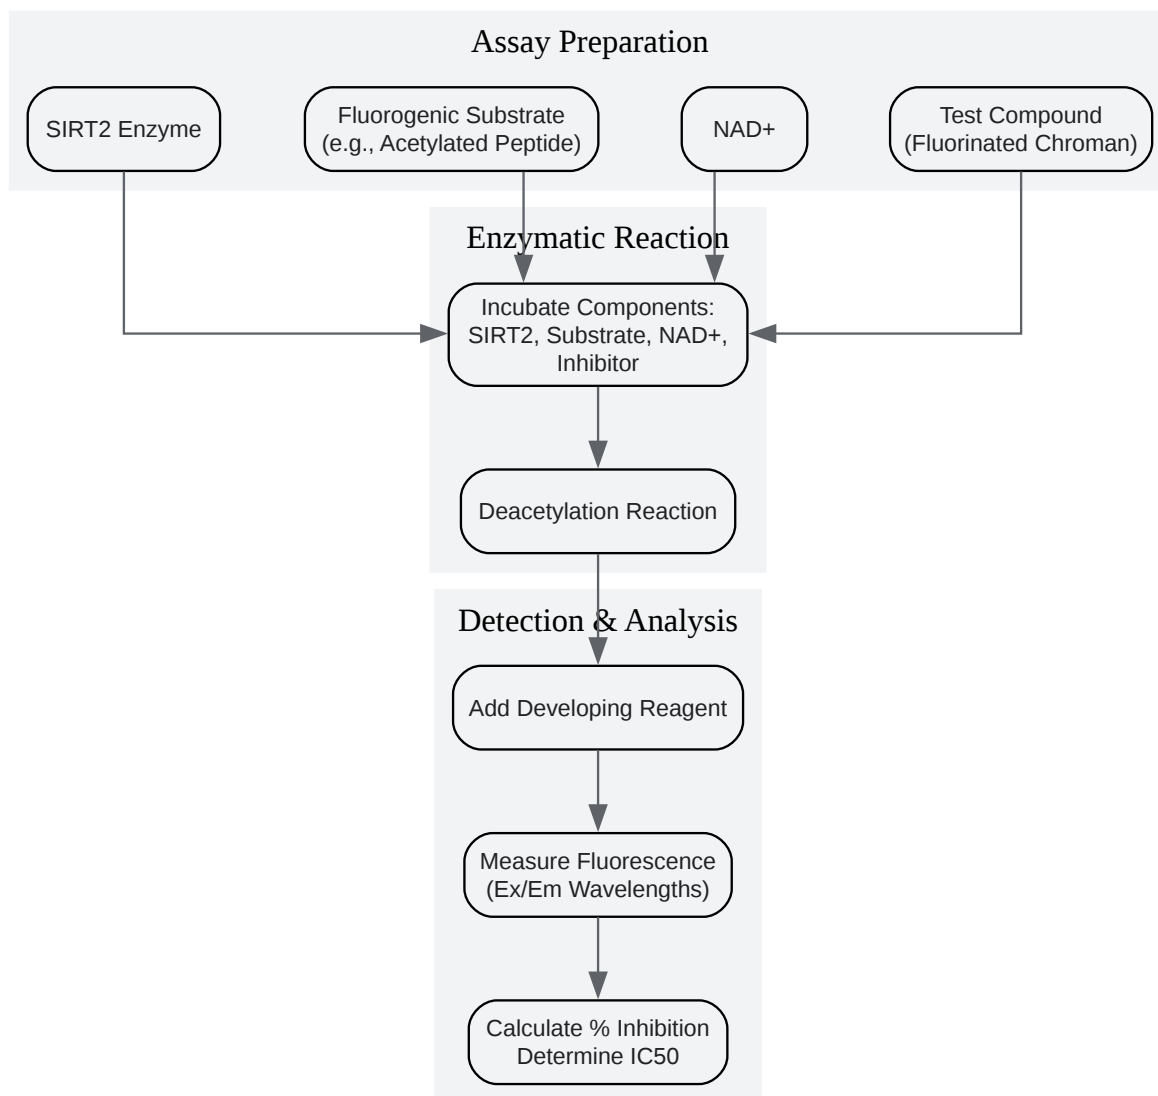 Assay Preparation
SIRT2 Enzyme
Fluorogenic Substrate
(e.g., Acetylated Peptide)
NAD+
Test Compound
(Fluorinated Chroman)
Enzymatic Reaction
Incubate Components:
SIRT2, Substrate, NAD+,
Inhibitor
Deacetylation Reaction
Detection & Analysis
Add Developing Reagent
Measure Fluorescence
(Ex/Em Wavelengths)
Calculate % Inhibition
Determine IC50